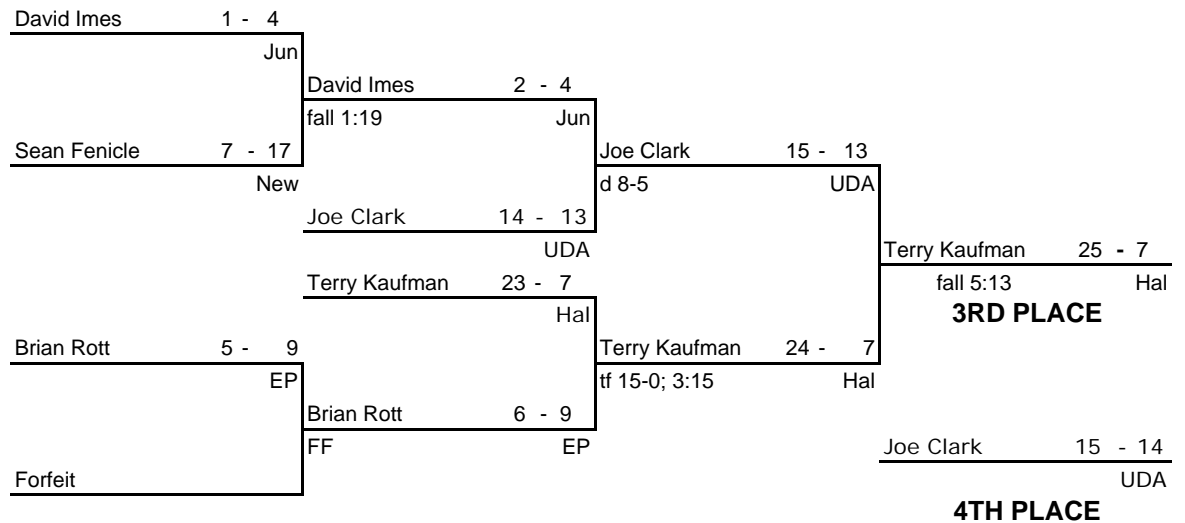 David Imes 1 - 4
Jun
David Imes 2 - 4
fall 1:19 Jun
Sean Fenicle 7 - 17
Joe Clark 15 - 13
New
d 8-5 UDA
Joe Clark 14 - 13
UDA
Terry Kaufman 25 - 7
Terry Kaufman 23 - 7
fall 5:13 Hal
Hal
3RD PLACE
Brian Rott 5 - 9
Terry Kaufman 24 - 7
EP
tf 15-0; 3:15 Hal
Brian Rott 6 - 9
FF EP
Joe Clark 15 - 14
Forfeit
UDA
4TH PLACE